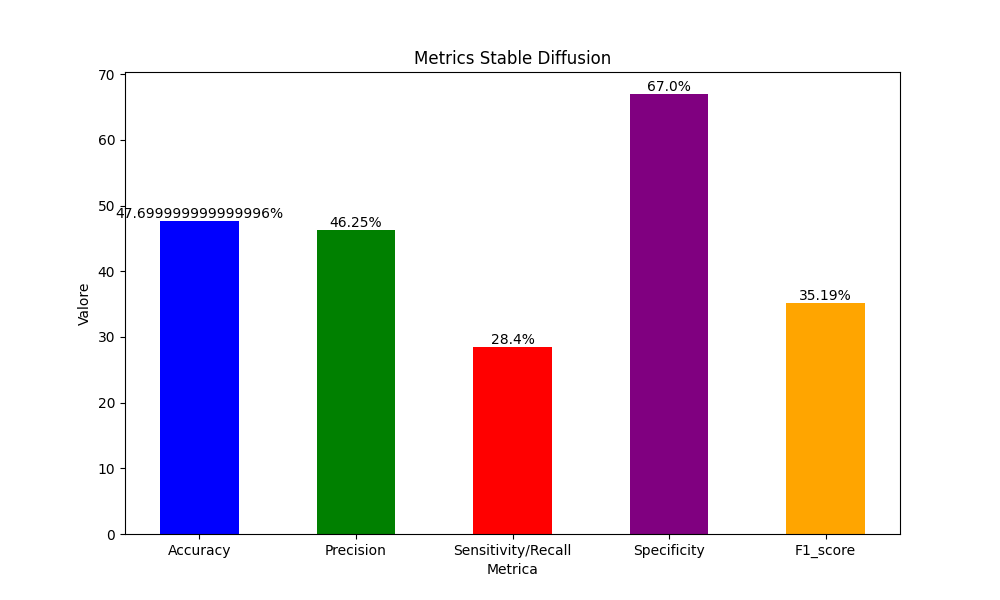 Metrics Stable Diffusion
70
60
50
40
30
20
10
0
Valore
47.699999999999996%
46.25%
28.4%
67.0%
35.19%
Accuracy
Precision
Sensitivity/Recall
Specificity
F1_score
Metrica